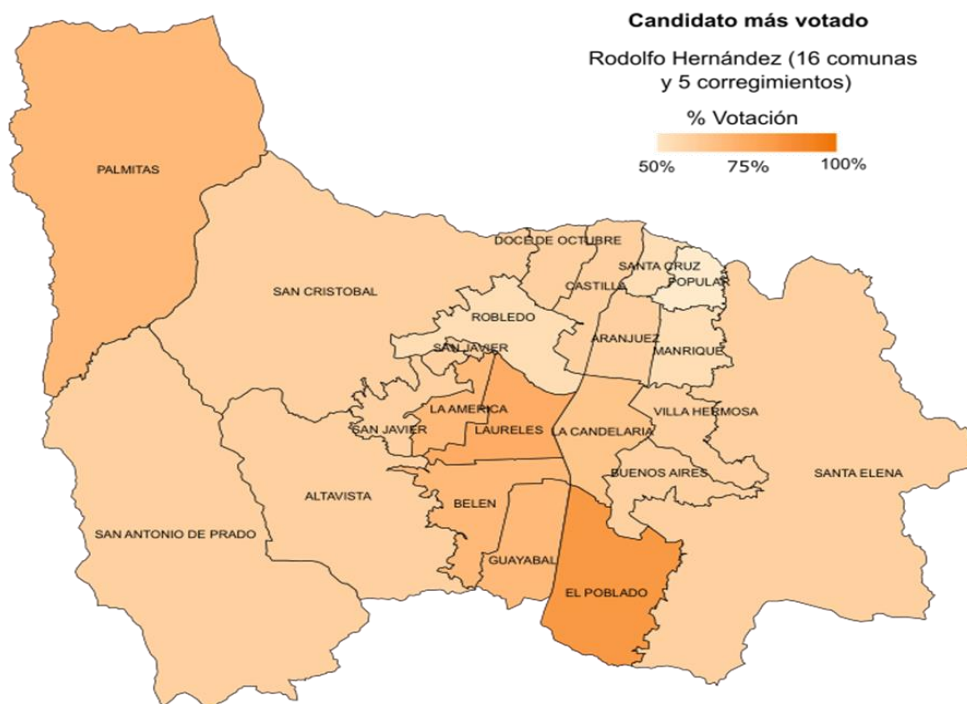 Candidato más votado
Rodolfo Hernández (16 comunas
y 5 corregimientos)
% Votación
50%
75%
100%
PALMITAS
SAN CRISTOBAL
DOCE DE OCTUBRE
SANTA CRUZ
POPULAR
CASTILLA
ROBLEDO
SAN JAVIER
ARANJUEZ
MANRIQUE
LA AMERICA
VILLA HERMOSA
SAN JAVIER
LAURELES
LA CANDELARIA
BUENOS AIRES
SANTA ELENA
ALTAVISTA
BELEN
SAN ANTONIO DE PRADO
GUAYABAL
EL POBLADO